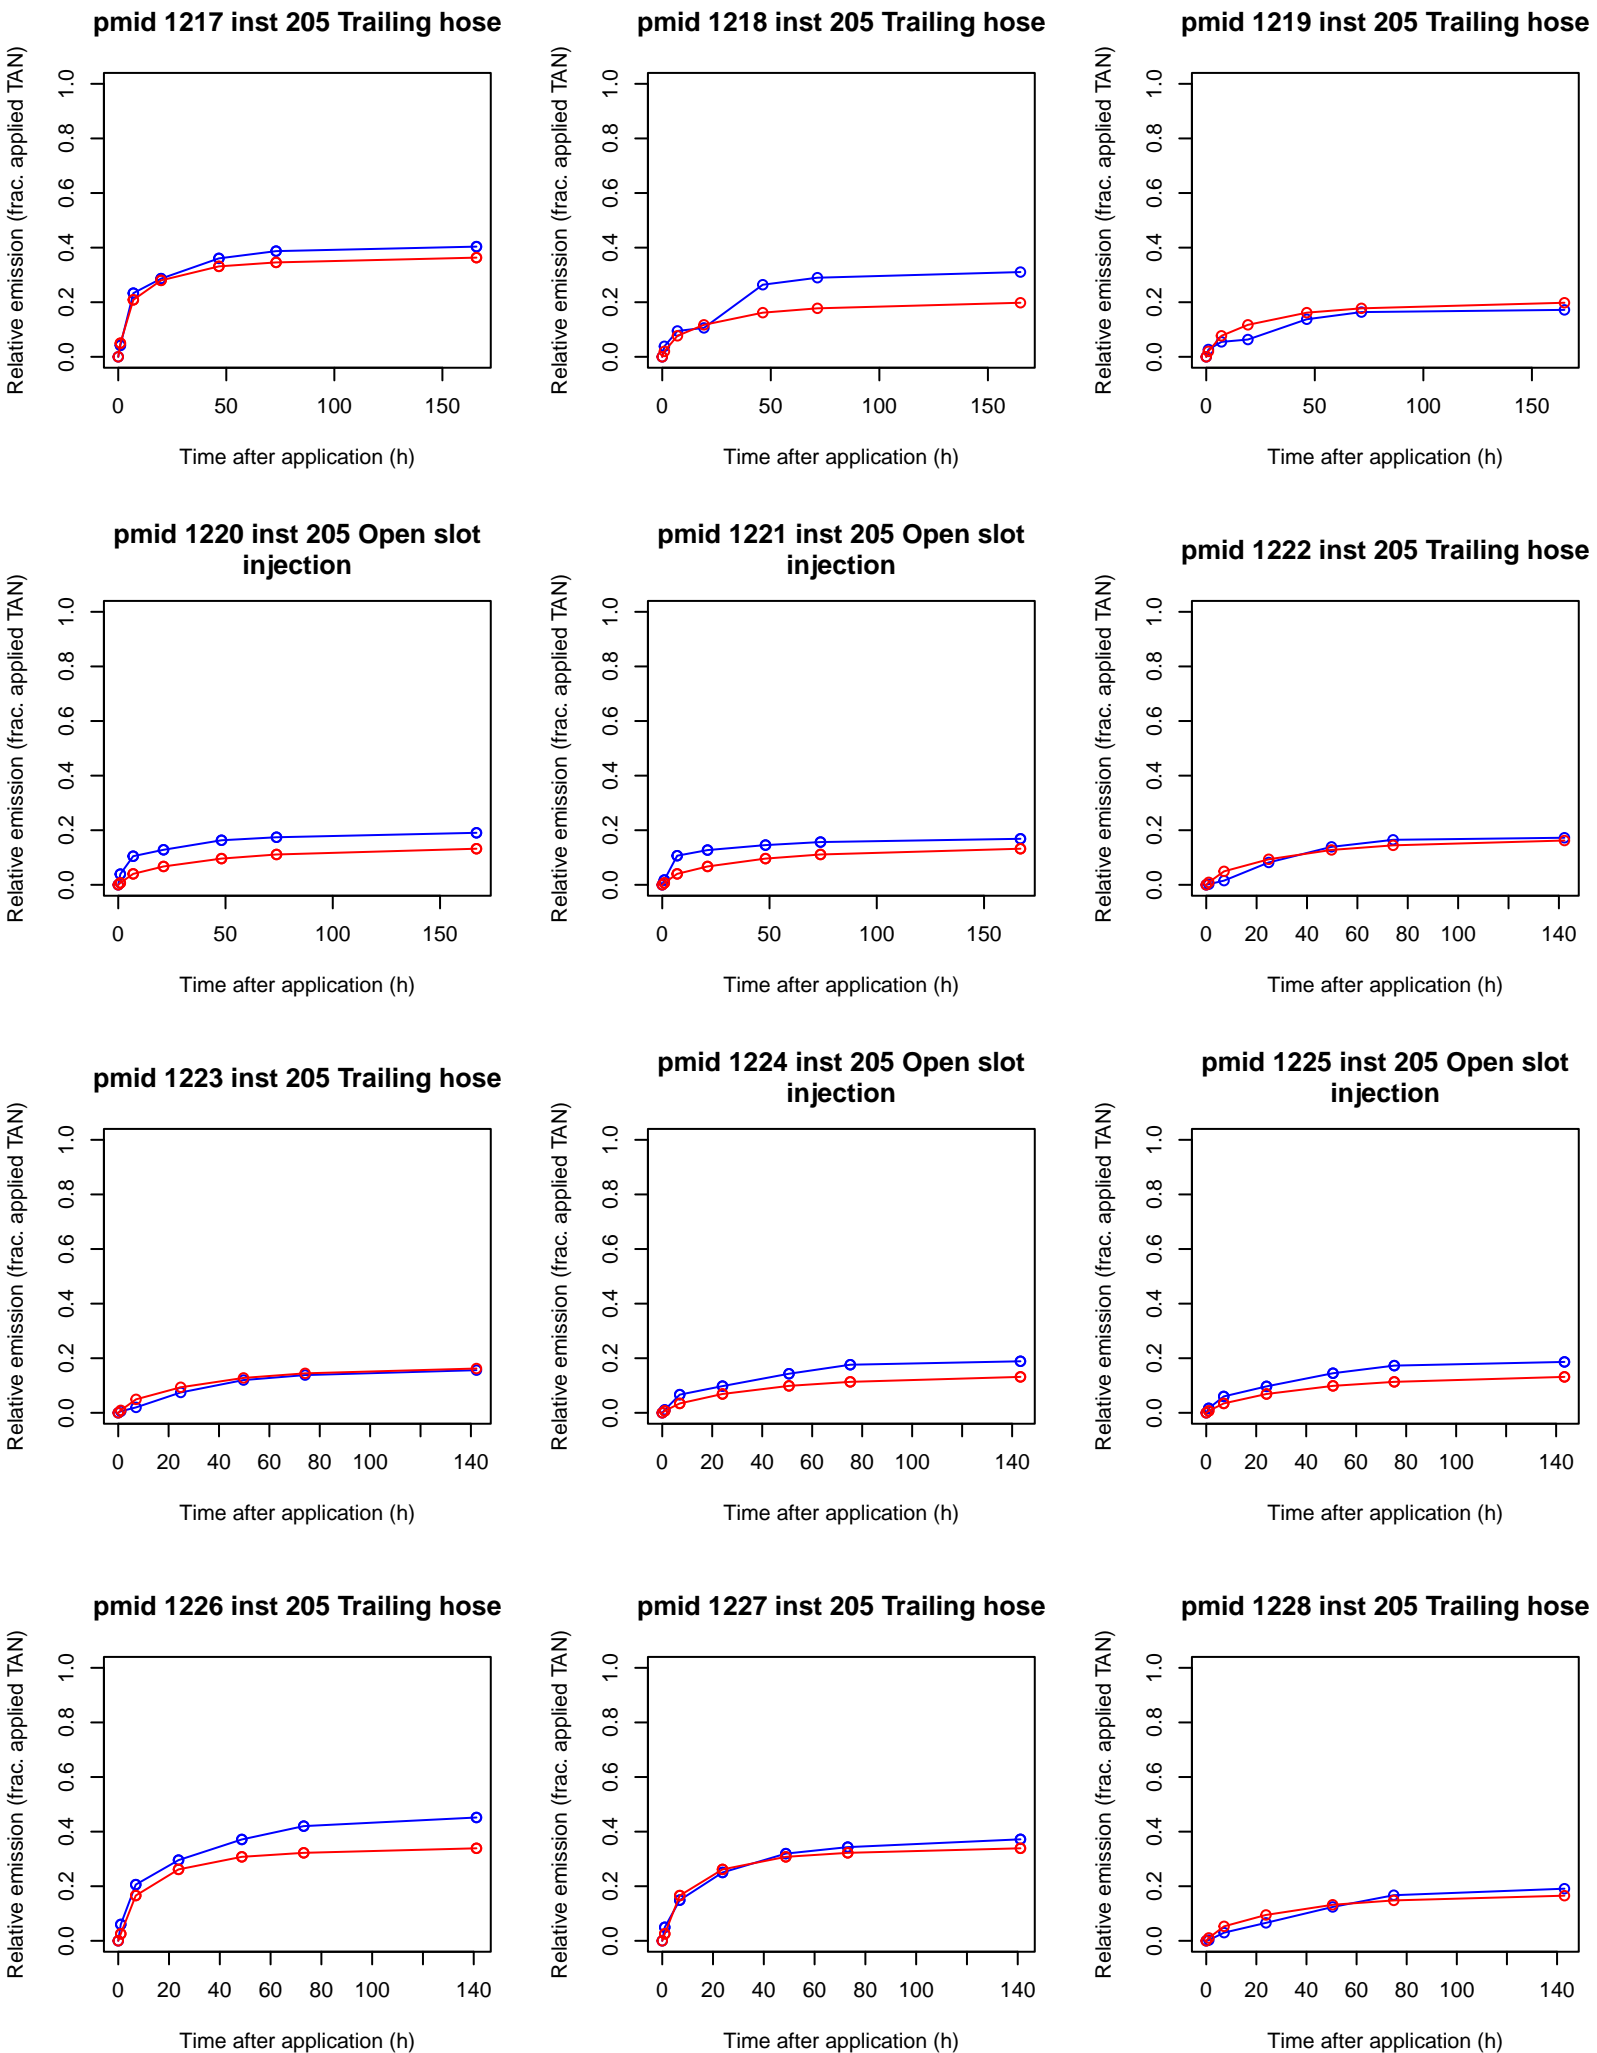 pmid 1217 inst 205 Trailing hose
Relative emission (frac. applied TAN)
1.0
0.8
0.6
0.4
0.2
0.0
0 50 100 150
Time after application (h)
pmid 1218 inst 205 Trailing hose
Relative emission (frac. applied TAN)
1.0
0.8
0.6
0.4
0.2
0.0
0 50 100 150
Time after application (h)
pmid 1219 inst 205 Trailing hose
Relative emission (frac. applied TAN)
1.0
0.8
0.6
0.4
0.2
0.0
0 50 100 150
Time after application (h)
pmid 1220 inst 205 Open slot
injection
Relative emission (frac. applied TAN)
1.0
0.8
0.6
0.4
0.2
0.0
0 50 100 150
Time after application (h)
pmid 1221 inst 205 Open slot
injection
Relative emission (frac. applied TAN)
1.0
0.8
0.6
0.4
0.2
0.0
0 50 100 150
Time after application (h)
pmid 1222 inst 205 Trailing hose
Relative emission (frac. applied TAN)
1.0
0.8
0.6
0.4
0.2
0.0
0 20 40 60 80 100 140
Time after application (h)
pmid 1223 inst 205 Trailing hose
Relative emission (frac. applied TAN)
1.0
0.8
0.6
0.4
0.2
0.0
0 20 40 60 80 100 140
Time after application (h)
pmid 1224 inst 205 Open slot
injection
Relative emission (frac. applied TAN)
1.0
0.8
0.6
0.4
0.2
0.0
0 20 40 60 80 100 140
Time after application (h)
pmid 1225 inst 205 Open slot
injection
Relative emission (frac. applied TAN)
1.0
0.8
0.6
0.4
0.2
0.0
0 20 40 60 80 100 140
Time after application (h)
pmid 1226 inst 205 Trailing hose
Relative emission (frac. applied TAN)
1.0
0.8
0.6
0.4
0.2
0.0
0 20 40 60 80 100 140
Time after application (h)
pmid 1227 inst 205 Trailing hose
Relative emission (frac. applied TAN)
1.0
0.8
0.6
0.4
0.2
0.0
0 20 40 60 80 100 140
Time after application (h)
pmid 1228 inst 205 Trailing hose
Relative emission (frac. applied TAN)
1.0
0.8
0.6
0.4
0.2
0.0
0 20 40 60 80 100 140
Time after application (h)